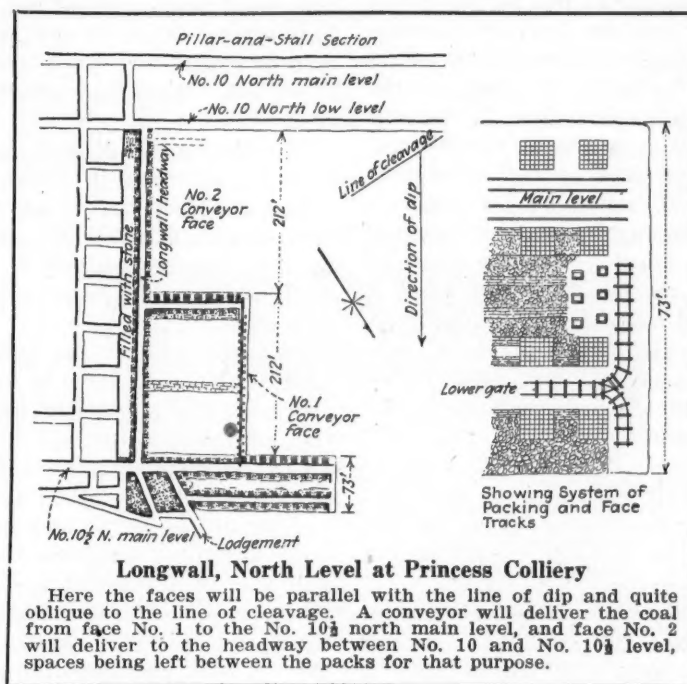 Pillar-and-Stall Section
No. 10 North main level
No. 10 North low level
Line of cleavage
Main level
Longwall headway
No. 2
Conveyor
face
212'
Direction of dip
Filled with stone
73'
212'
Lower gate
No. 1
Conveyor
face
73'
Showing System of
Packing and Face
Tracks
No. 10½ N. main level
Lodgement
Longwall, North Level at Princess Colliery
Here the faces will be parallel with the line of dip and quite
oblique to the line of cleavage. A conveyor will deliver the coal
from face No. 1 to the No. 10½ north main level, and face No. 2
will deliver to the headway between No. 10 and No. 10½ level,
spaces being left between the packs for that purpose.